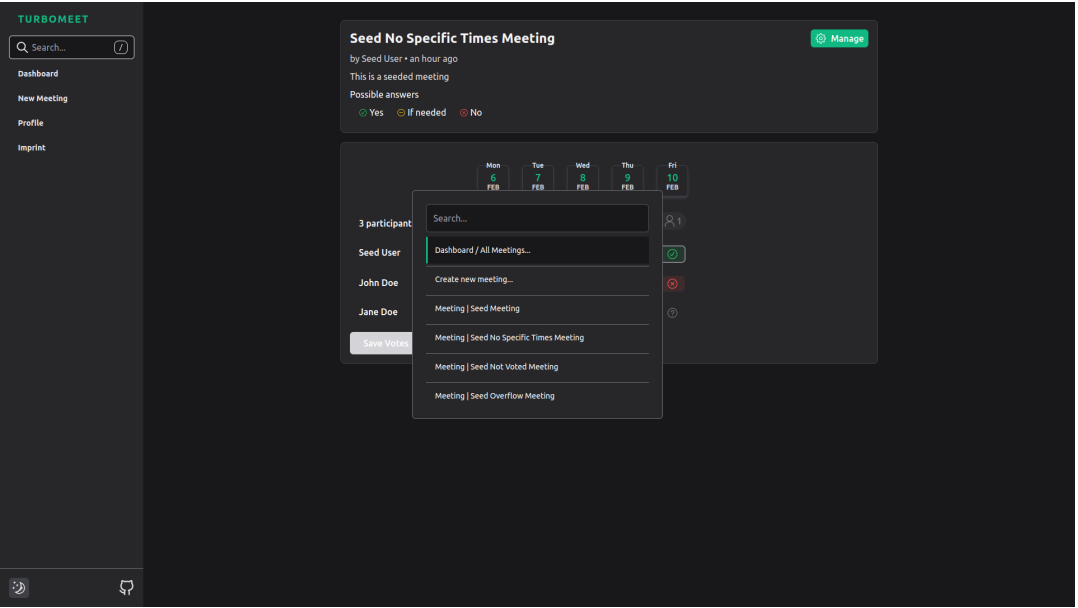 TURBOMEET
Search...
/
Dashboard
New Meeting
Profile
Imprint
Seed No Specific Times Meeting
Manage
by Seed User • an hour ago
This is a seeded meeting
Possible answers
Yes If needed No
Mon Tue Wed Thu Fri
6 7 8 9 10
FEB FEB FEB FEB FEB
3 participant
1
Seed User
John Doe
Jane Doe
Save Votes
Search...
Dashboard / All Meetings...
Create new meeting...
Meeting | Seed Meeting
Meeting | Seed No Specific Times Meeting
Meeting | Seed Not Voted Meeting
Meeting | Seed Overflow Meeting